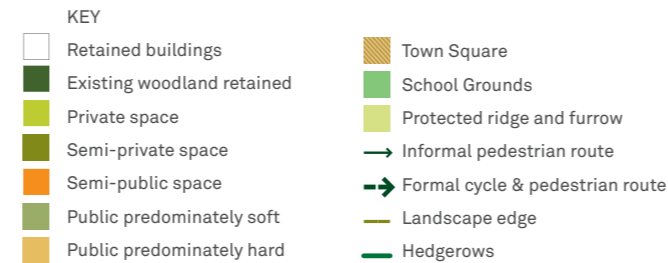 KEY
Retained buildings
Existing woodland retained
Private space
Semi-private space
Semi-public space
Public predominately soft
Public predominately hard
Town Square
School Grounds
Protected ridge and furrow
Informal pedestrian route
Formal cycle & pedestrian route
Landscape edge
Hedgerows